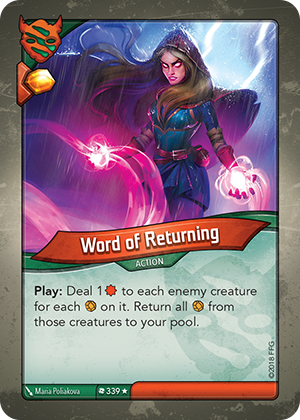 Word of Returning
ACTION
Play: Deal 1 to each enemy creature
for each on it. Return all from
those creatures to your pool.
Maria Poliakova
339
©2018 FFG